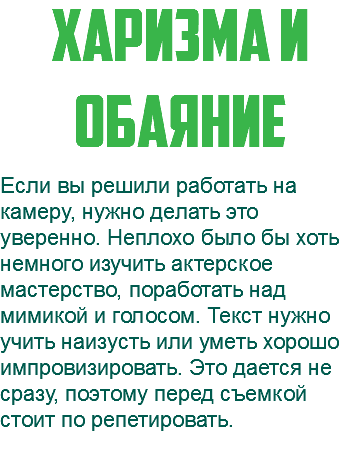 ХАРИЗМА И
ОБАЯНИЕ
Если вы решили работать на
камеру, нужно делать это
уверенно. Неплохо было бы хоть
немного изучить актерское
мастерство, поработать над
мимикой и голосом. Текст нужно
учить наизусть или уметь хорошо
импровизировать. Это дается не
сразу, поэтому перед съемкой
стоит по репетировать.